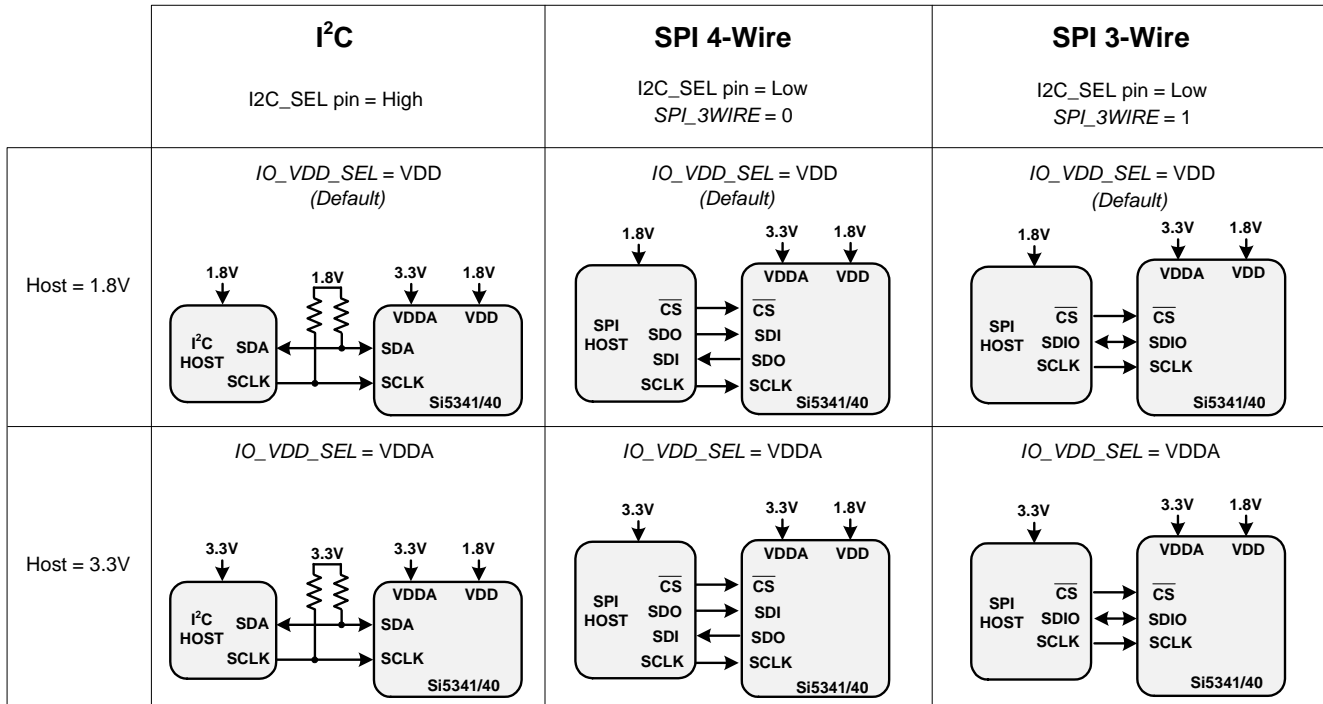 I²C
I2C_SEL pin = High
SPI 4-Wire
I2C_SEL pin = Low
SPI_3WIRE = 0
SPI 3-Wire
I2C_SEL pin = Low
SPI_3WIRE = 1
Host = 1.8V
IO_VDD_SEL = VDD
(Default)
1.8V
1.8V
3.3V
1.8V
VDDA
VDD
I²C
HOST
SDA
SDA
SCLK
SCLK
Si5341/40
IO_VDD_SEL = VDD
(Default)
1.8V
3.3V
1.8V
VDDA
VDD
SPI
HOST
CS
CS
SDO
SDI
SDI
SDO
SCLK
SCLK
Si5341/40
IO_VDD_SEL = VDD
(Default)
1.8V
3.3V
1.8V
VDDA
VDD
SPI
HOST
CS
CS
SDIO
SDIO
SCLK
SCLK
Si5341/40
Host = 3.3V
IO_VDD_SEL = VDDA
3.3V
3.3V
3.3V
1.8V
VDDA
VDD
I²C
HOST
SDA
SDA
SCLK
SCLK
Si5341/40
IO_VDD_SEL = VDDA
3.3V
3.3V
1.8V
VDDA
VDD
SPI
HOST
CS
CS
SDO
SDI
SDI
SDO
SCLK
SCLK
Si5341/40
IO_VDD_SEL = VDDA
3.3V
3.3V
1.8V
VDDA
VDD
SPI
HOST
CS
CS
SDIO
SDIO
SCLK
SCLK
Si5341/40